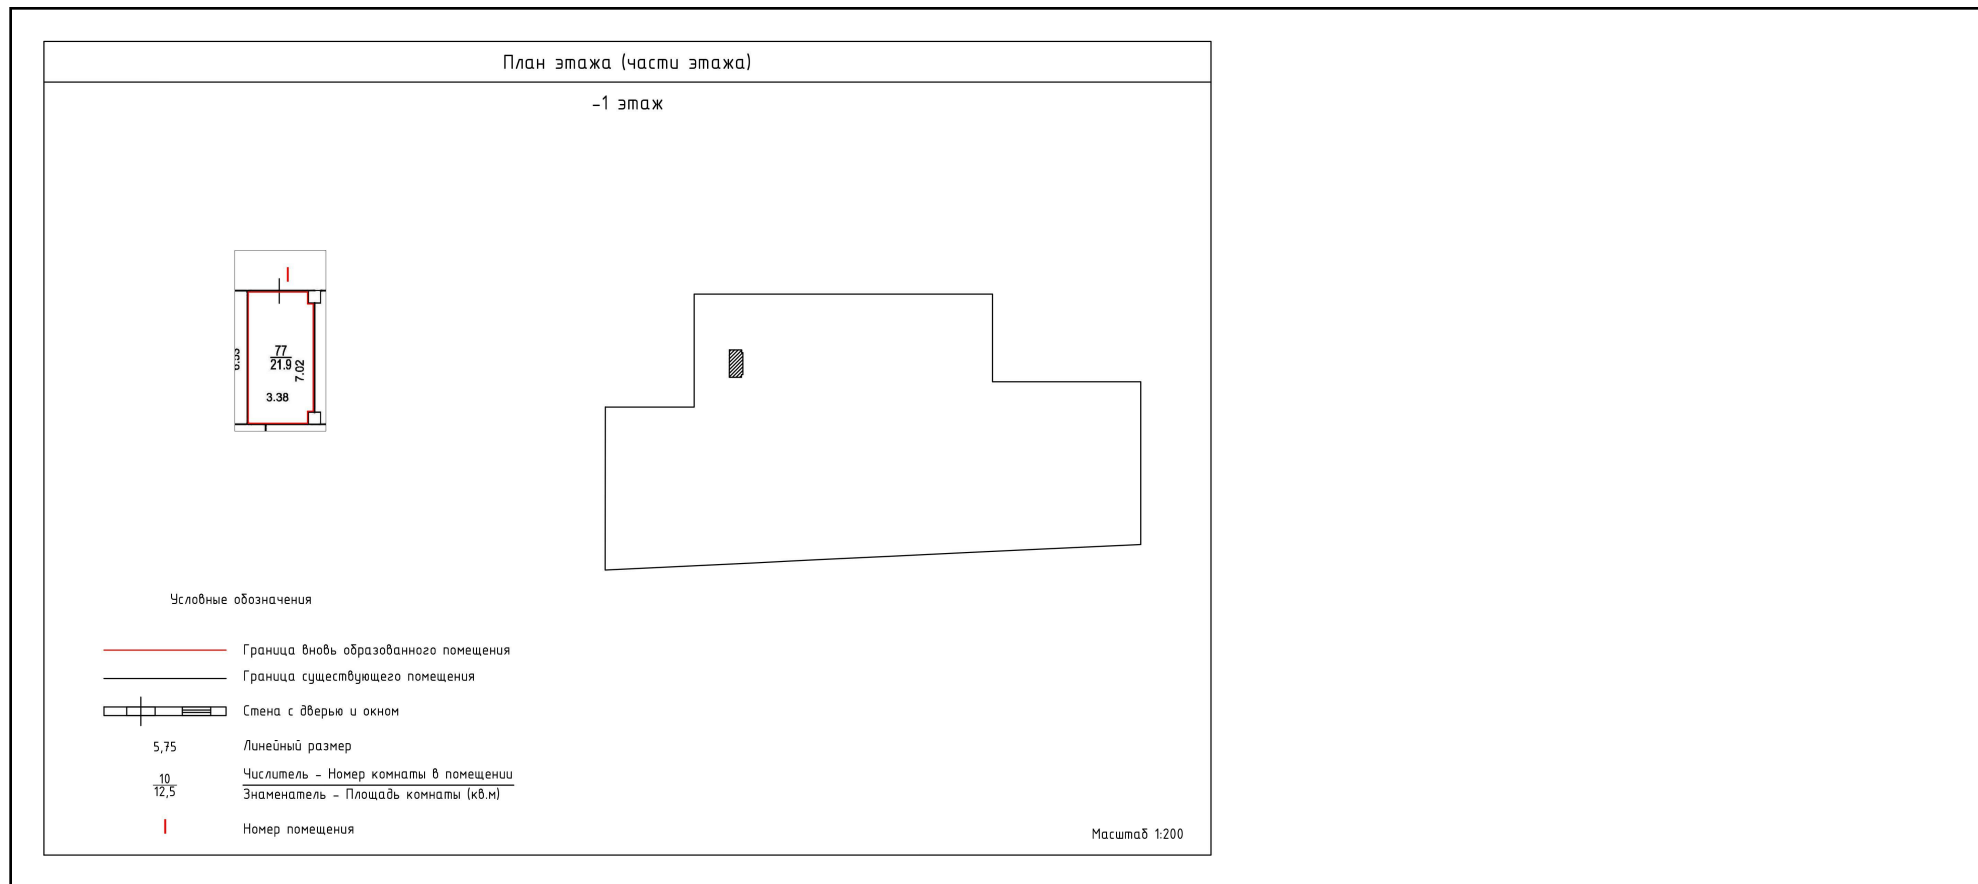 План этажа (части этажа)
-1 этаж
I
77
21.9
7.02
3.38
Условные обозначения
Граница вновь образованного помещения
Граница существующего помещения
Стена с дверью и окном
5,75 Линейный размер
10
12,5
Числитель - Номер комнаты в помещении
Знаменатель - Площадь комнаты (кв.м)
I Номер помещения
Масштаб 1:200